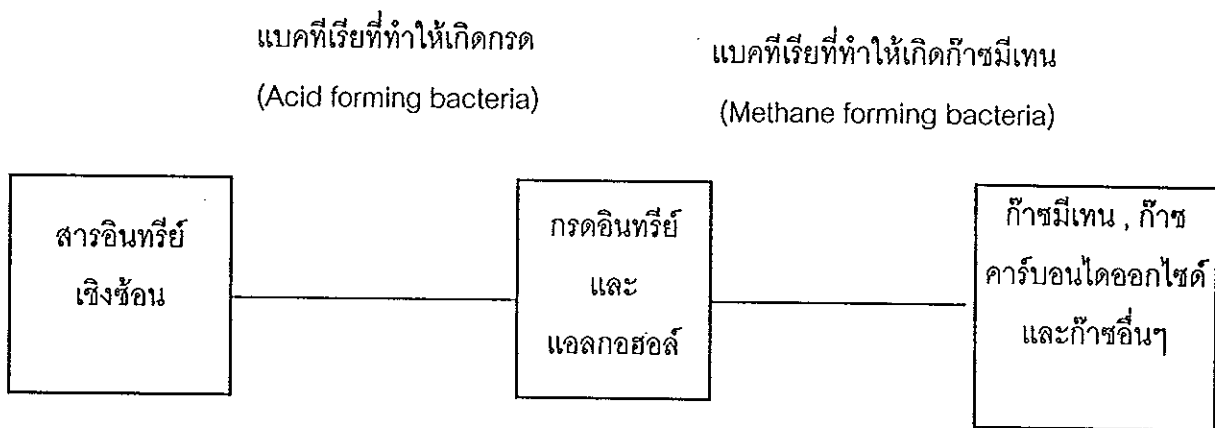 แบคทีเรียที่ทำให้เกิดกรด
(Acid forming bacteria)
แบคทีเรียที่ทำให้เกิดก๊าซมีเทน
(Methane forming bacteria)
สารอินทรีย์
เชิงซ้อน
กรดอินทรีย์
และ
แอลกอฮอล์
ก๊าซมีเทน , ก๊าซ
คาร์บอนไดออกไซด์
และก๊าซอื่นๆ